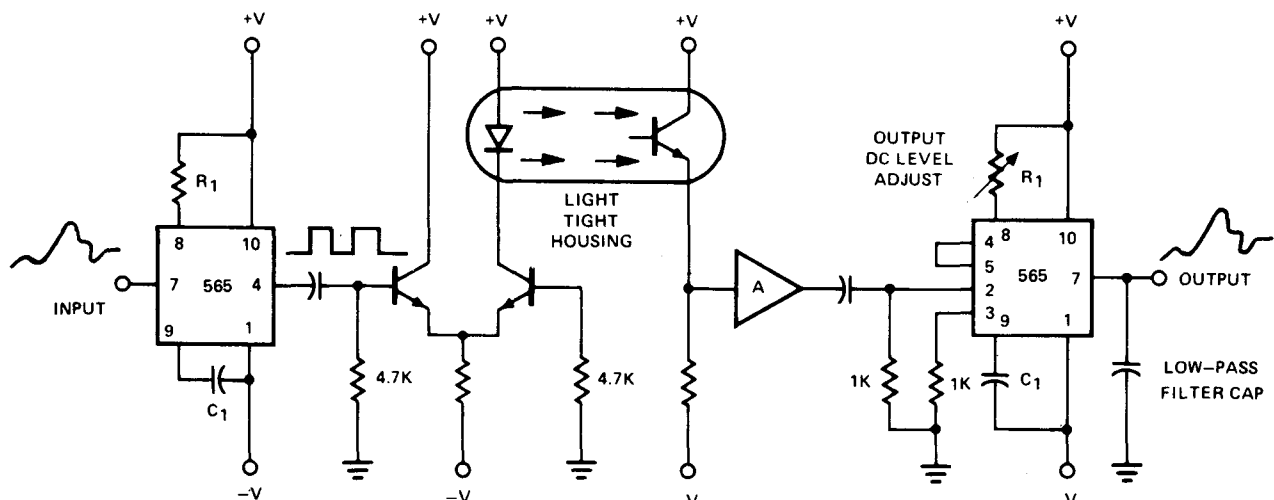 +V
+V
+V
+V
+V
R1
8
10
7
565
4
9
1
INPUT
C1
-V
4.7K
-V
4.7K
LIGHT
TIGHT
HOUSING
A
V
1K
1K
OUTPUT
DC LEVEL
ADJUST
R1
8
10
4
5
565
7
2
3
9
1
C1
V
OUTPUT
LOW-PASS
FILTER CAP